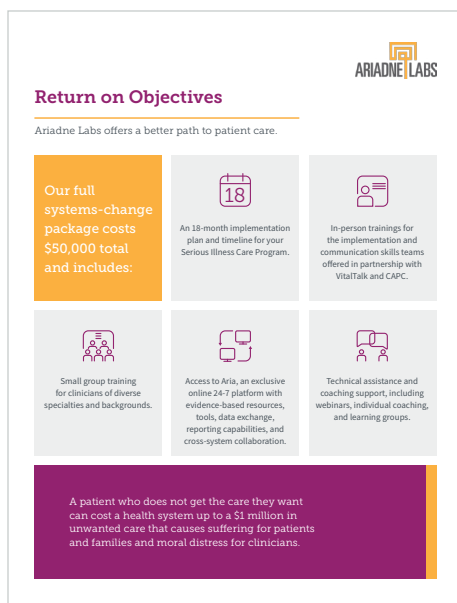 ARIADNE LABS
Return on Objectives
Ariadne Labs offers a better path to patient care.
Our full
systems-change
package costs
$50,000 total
and includes:
18
An 18-month implementation
plan and timeline for your
Serious Illness Care Program.
In-person trainings for
the implementation and
communication skills teams
offered in partnership with
VitalTalk and CAPC.
Small group training
for clinicians of diverse
specialties and backgrounds.
Access to Aria, an exclusive
online 24-7 platform with
evidence-based resources,
tools, data exchange,
reporting capabilities, and
cross-system collaboration.
Technical assistance and
coaching support, including
webinars, individual coaching,
and learning groups.
A patient who does not get the care they want
can cost a health system up to a $1 million in
unwanted care that causes suffering for patients
and families and moral distress for clinicians.